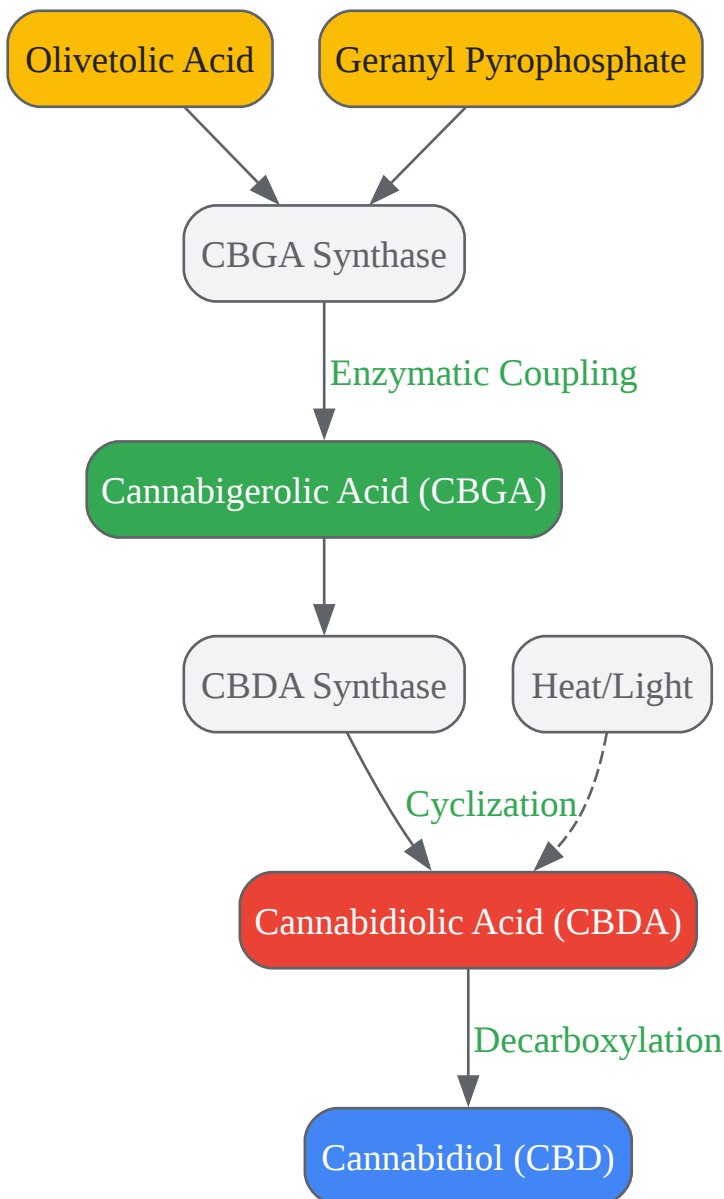 Olivetolic Acid
Geranyl Pyrophosphate
CBGA Synthase
Enzymatic Coupling
Cannabigerolic Acid (CBGA)
CBDA Synthase
Heat/Light
Cyclization
Cannabidiolic Acid (CBDA)
Decarboxylation
Cannabidiol (CBD)